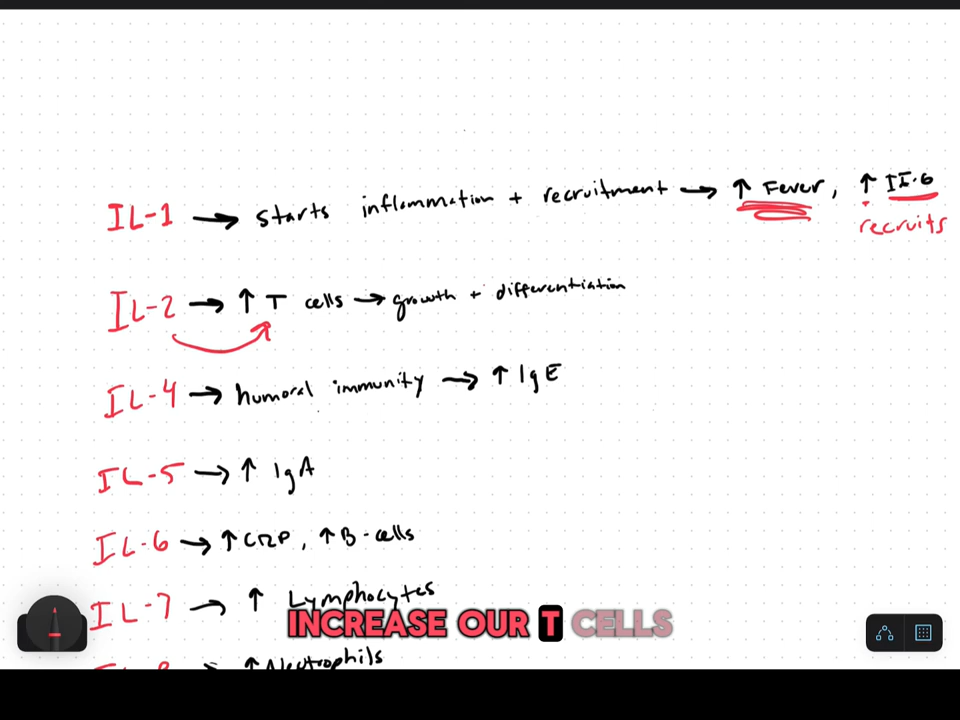 IL-1 → starts inflammation + recruitment → ↑ Fever, ↑ IL-6
recruits
IL-2 → ↑ T cells → growth + differentiation
IL-4 → humoral immunity → ↑ IgE
IL-5 → ↑ IgA
IL-6 → ↑ CRP, ↑ B-cells
IL-7 → ↑ Lymphocytes
INCREASE OUR T CELLS
↑ Neutrophils